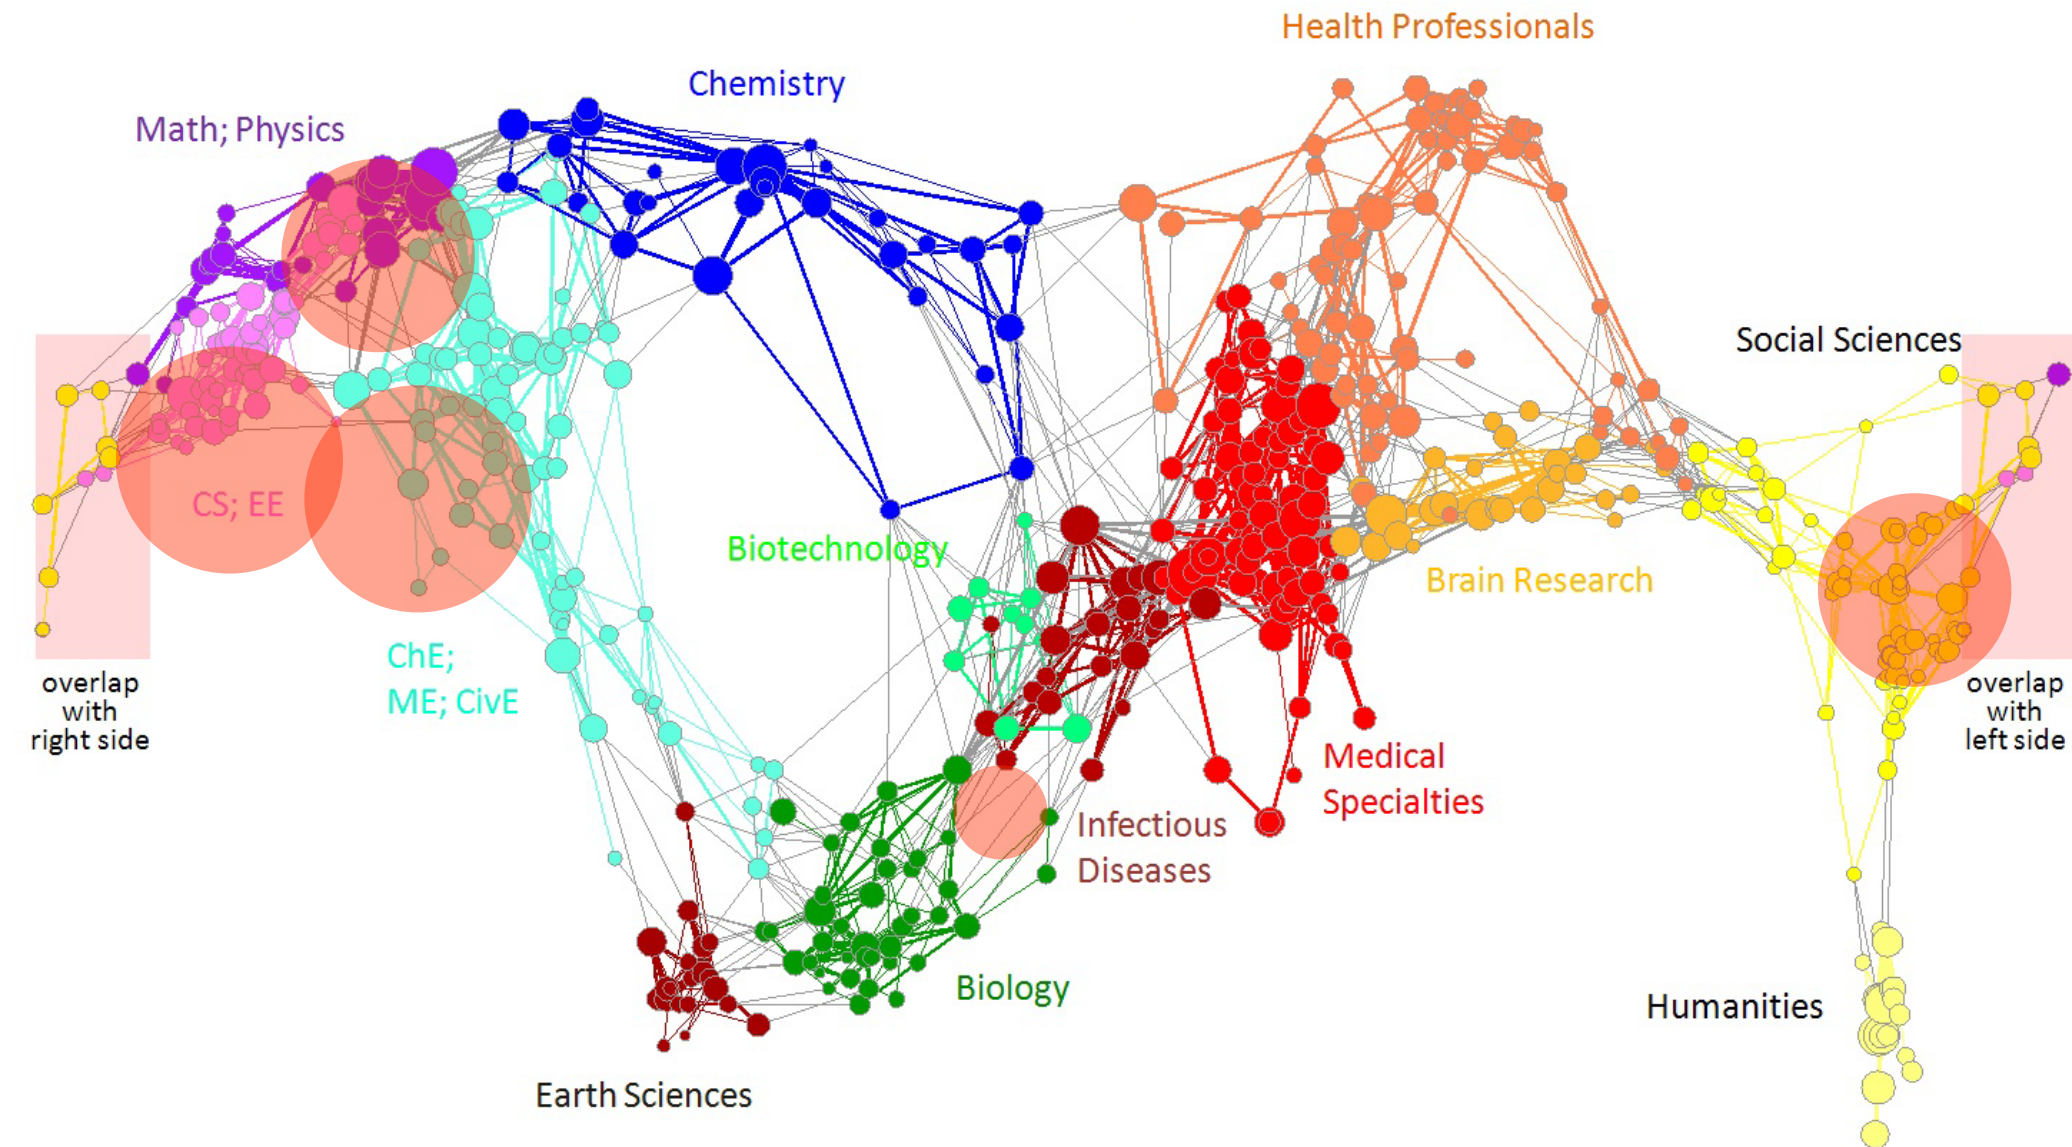 Health Professionals
Chemistry
Math; Physics
Social Sciences
CS; EE
Biotechnology
Brain Research
ChE;
ME; CivE
overlap
with
right side
overlap
with
left side
Medical
Specialties
Infectious
Diseases
Biology
Humanities
Earth Sciences